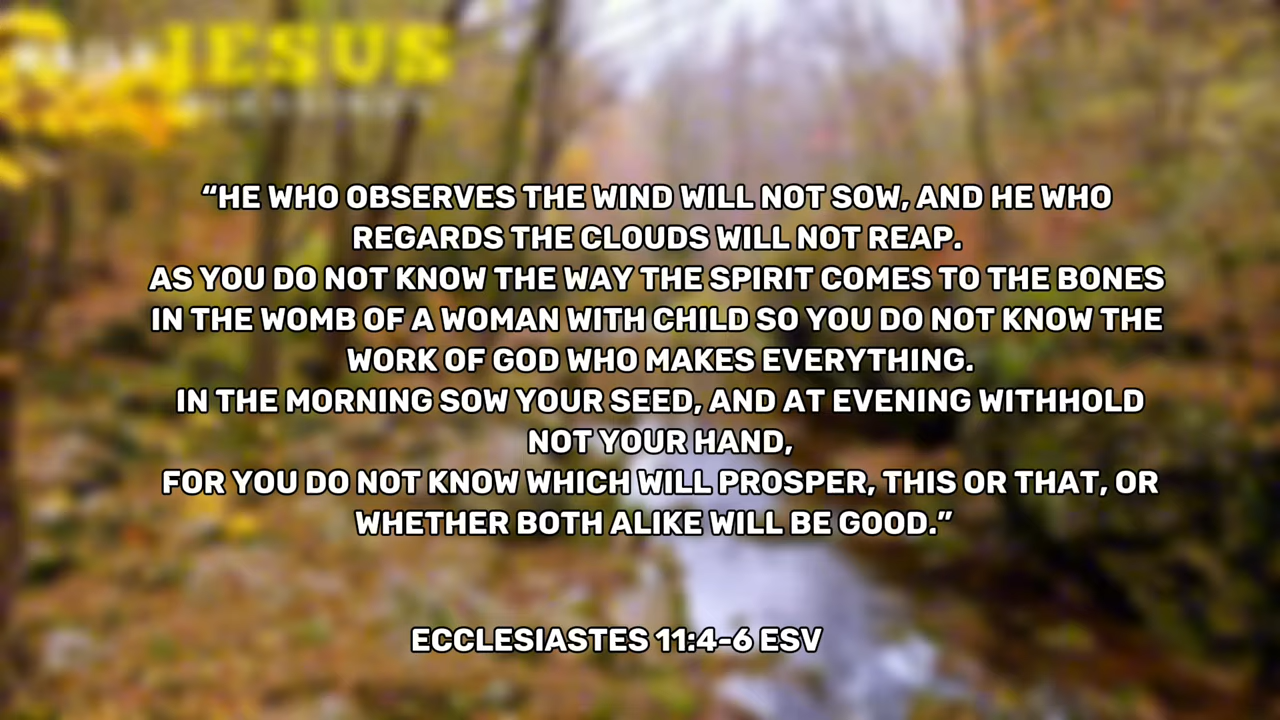 JESUS
“HE WHO OBSERVES THE WIND WILL NOT SOW, AND HE WHO
REGARDS THE CLOUDS WILL NOT REAP.
AS YOU DO NOT KNOW THE WAY THE SPIRIT COMES TO THE BONES
IN THE WOMB OF A WOMAN WITH CHILD SO YOU DO NOT KNOW THE
WORK OF GOD WHO MAKES EVERYTHING.
IN THE MORNING SOW YOUR SEED, AND AT EVENING WITHHOLD
NOT YOUR HAND,
FOR YOU DO NOT KNOW WHICH WILL PROSPER, THIS OR THAT, OR
WHETHER BOTH ALIKE WILL BE GOOD.”
ECCLESIASTES 11:4-6 ESV